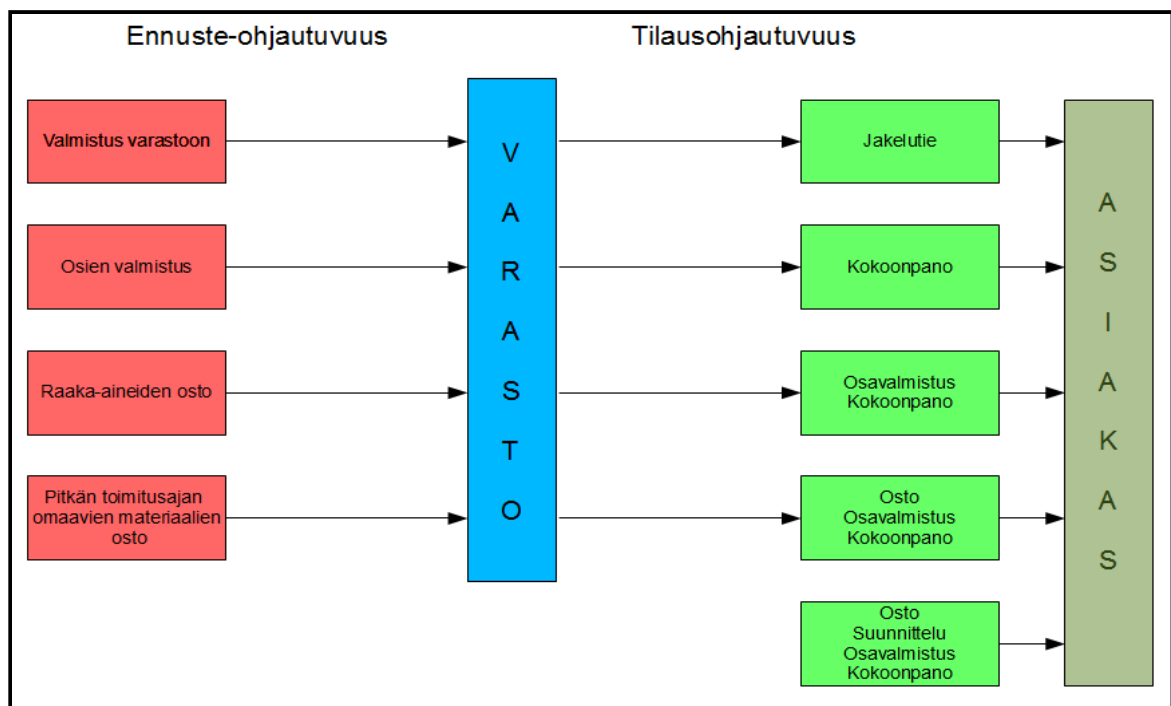 Ennuste-ohjautuvuus
Tilausohjautuvuus
Valmistus varastoon
Osien valmistus
Raaka-aineiden osto
Pitkän toimitusajan
omaavien materiaalien
osto
V
A
R
A
S
T
O
Jakelutie
Kokoonpano
Osavalmistus
Kokoonpano
Osto
Osavalmistus
Kokoonpano
Osto
Suunnittelu
Osavalmistus
Kokoonpano
A
S
I
A
K
A
S